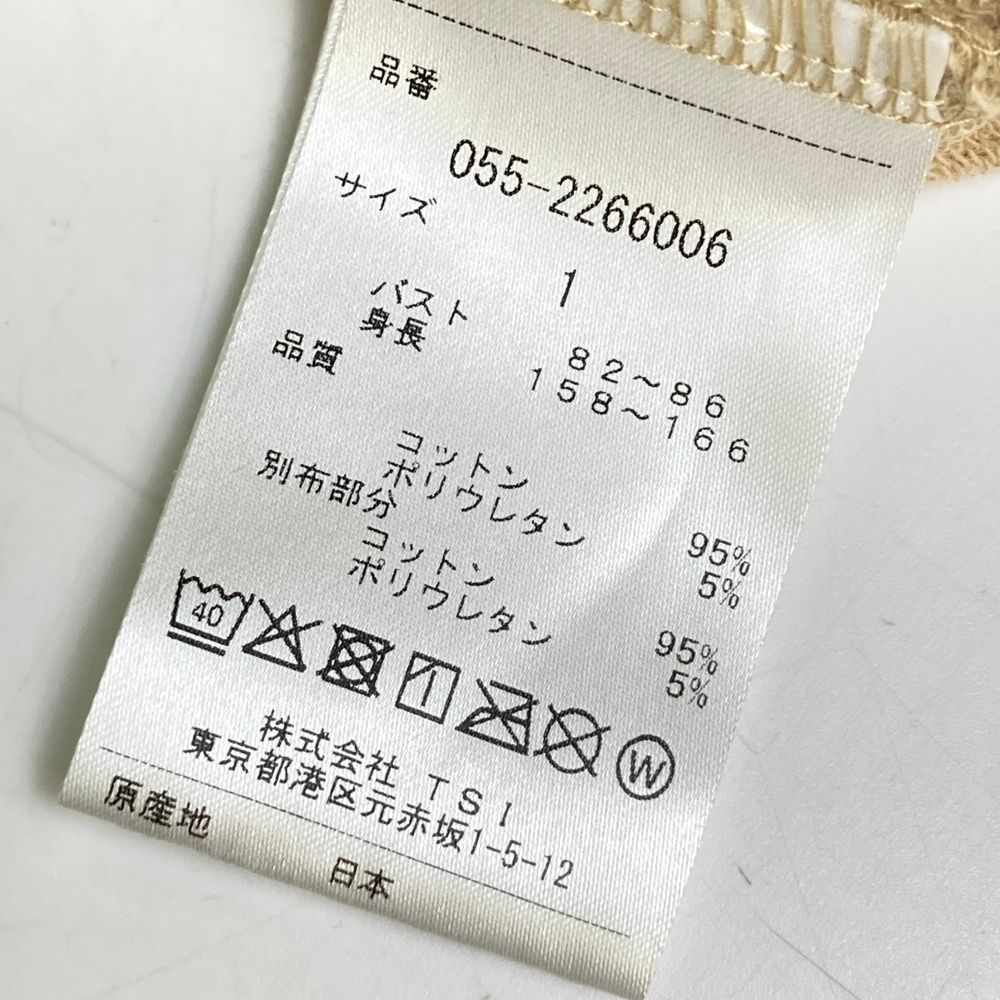 品番
055-2266006
サイズ
1
バスト 82～86
身長 158～166
品質
コットン 95%
ポリウレタン 5%
別布部分
コットン 95%
ポリウレタン 5%
40
W
株式会社 TSI
東京都港区元赤坂1-5-12
原産地
日本